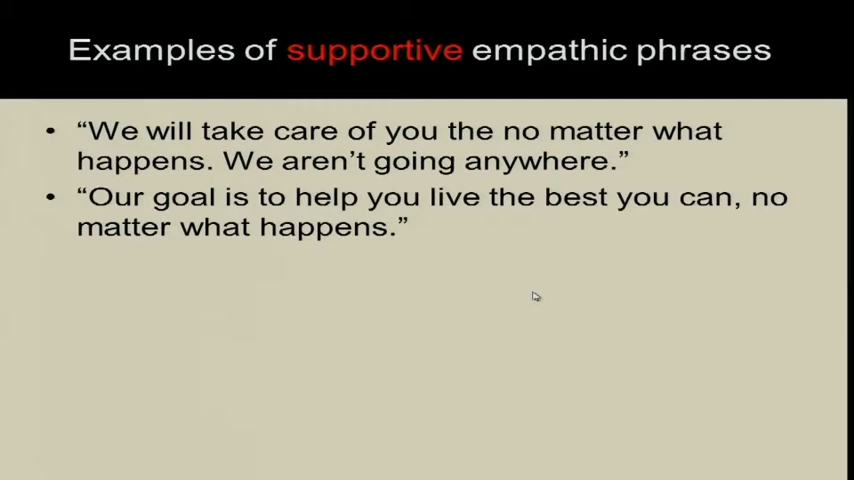 Examples of supportive empathic phrases
• “We will take care of you the no matter what
happens. We aren’t going anywhere.”
• “Our goal is to help you live the best you can, no
matter what happens.”